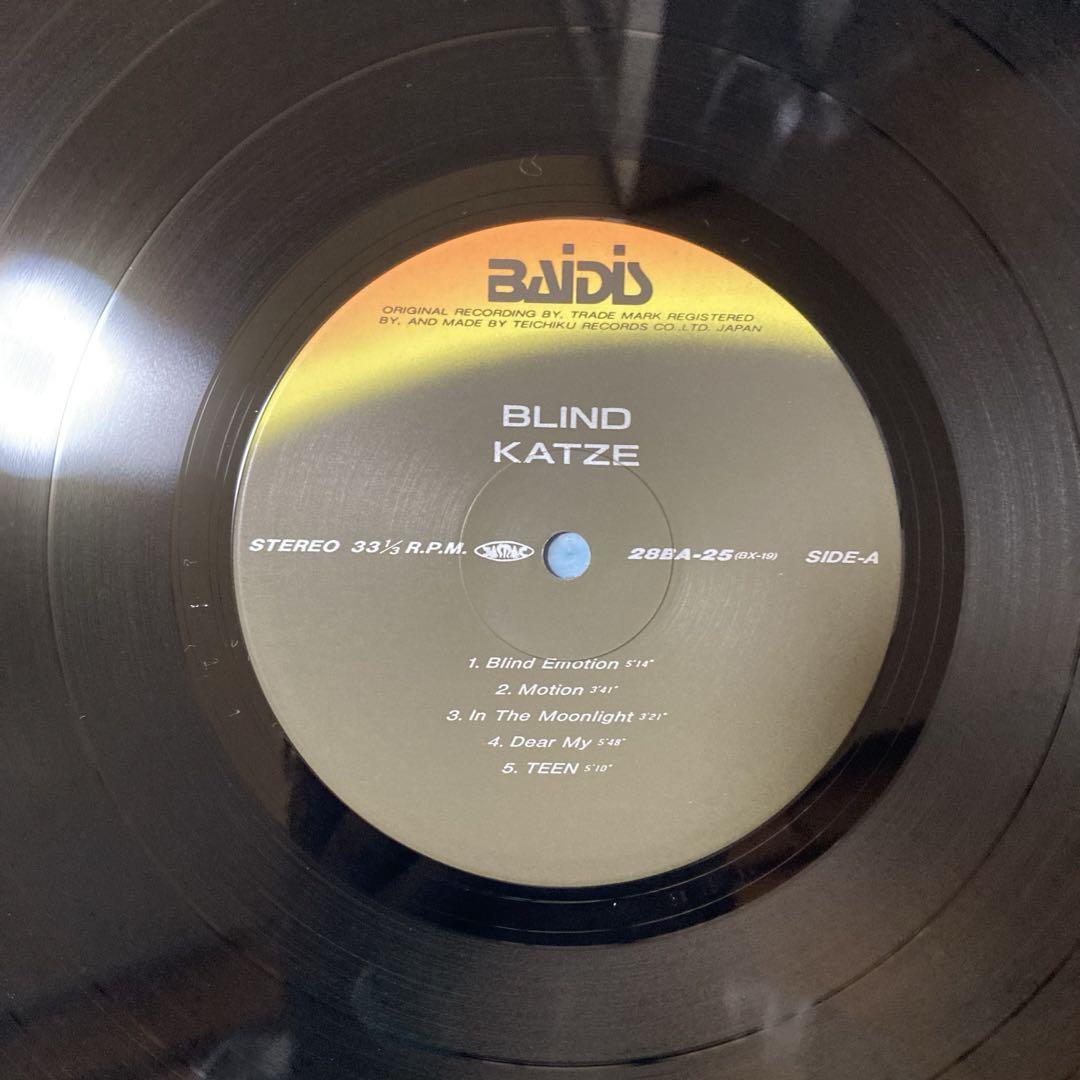 BAiDiS
ORIGINAL RECORDING BY, TRADE MARK REGISTERED
BY, AND MADE BY TEICHIKU RECORDS CO.,LTD. JAPAN
BLIND
KATZE
STEREO 33⅓ R.P.M. JASRAC 28BA-25 (BX-19) SIDE-A
1. Blind Emotion 5'14"
2. Motion 3'41"
3. In The Moonlight 3'21"
4. Dear My 5'48"
5. TEEN 5'10"